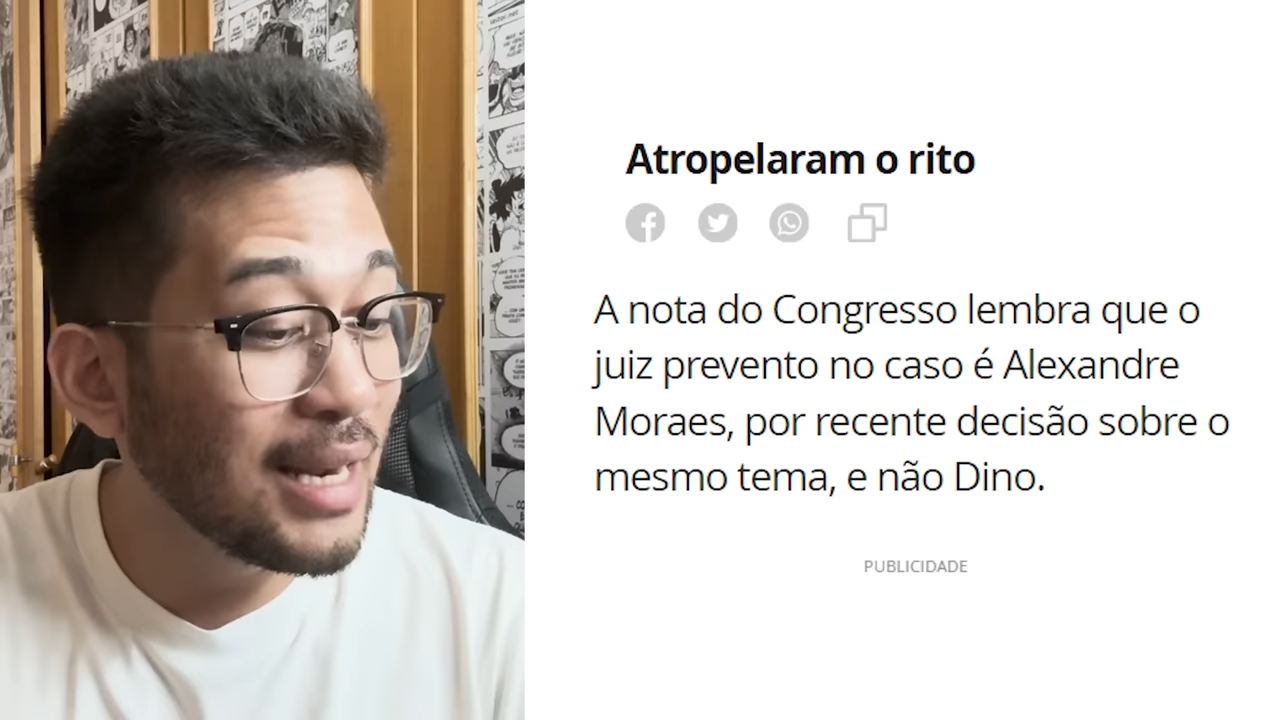 Atropelaram o rito
A nota do Congresso lembra que o
juiz prevento no caso é Alexandre
Moraes, por recente decisão sobre o
mesmo tema, e não Dino.
PUBLICIDADE